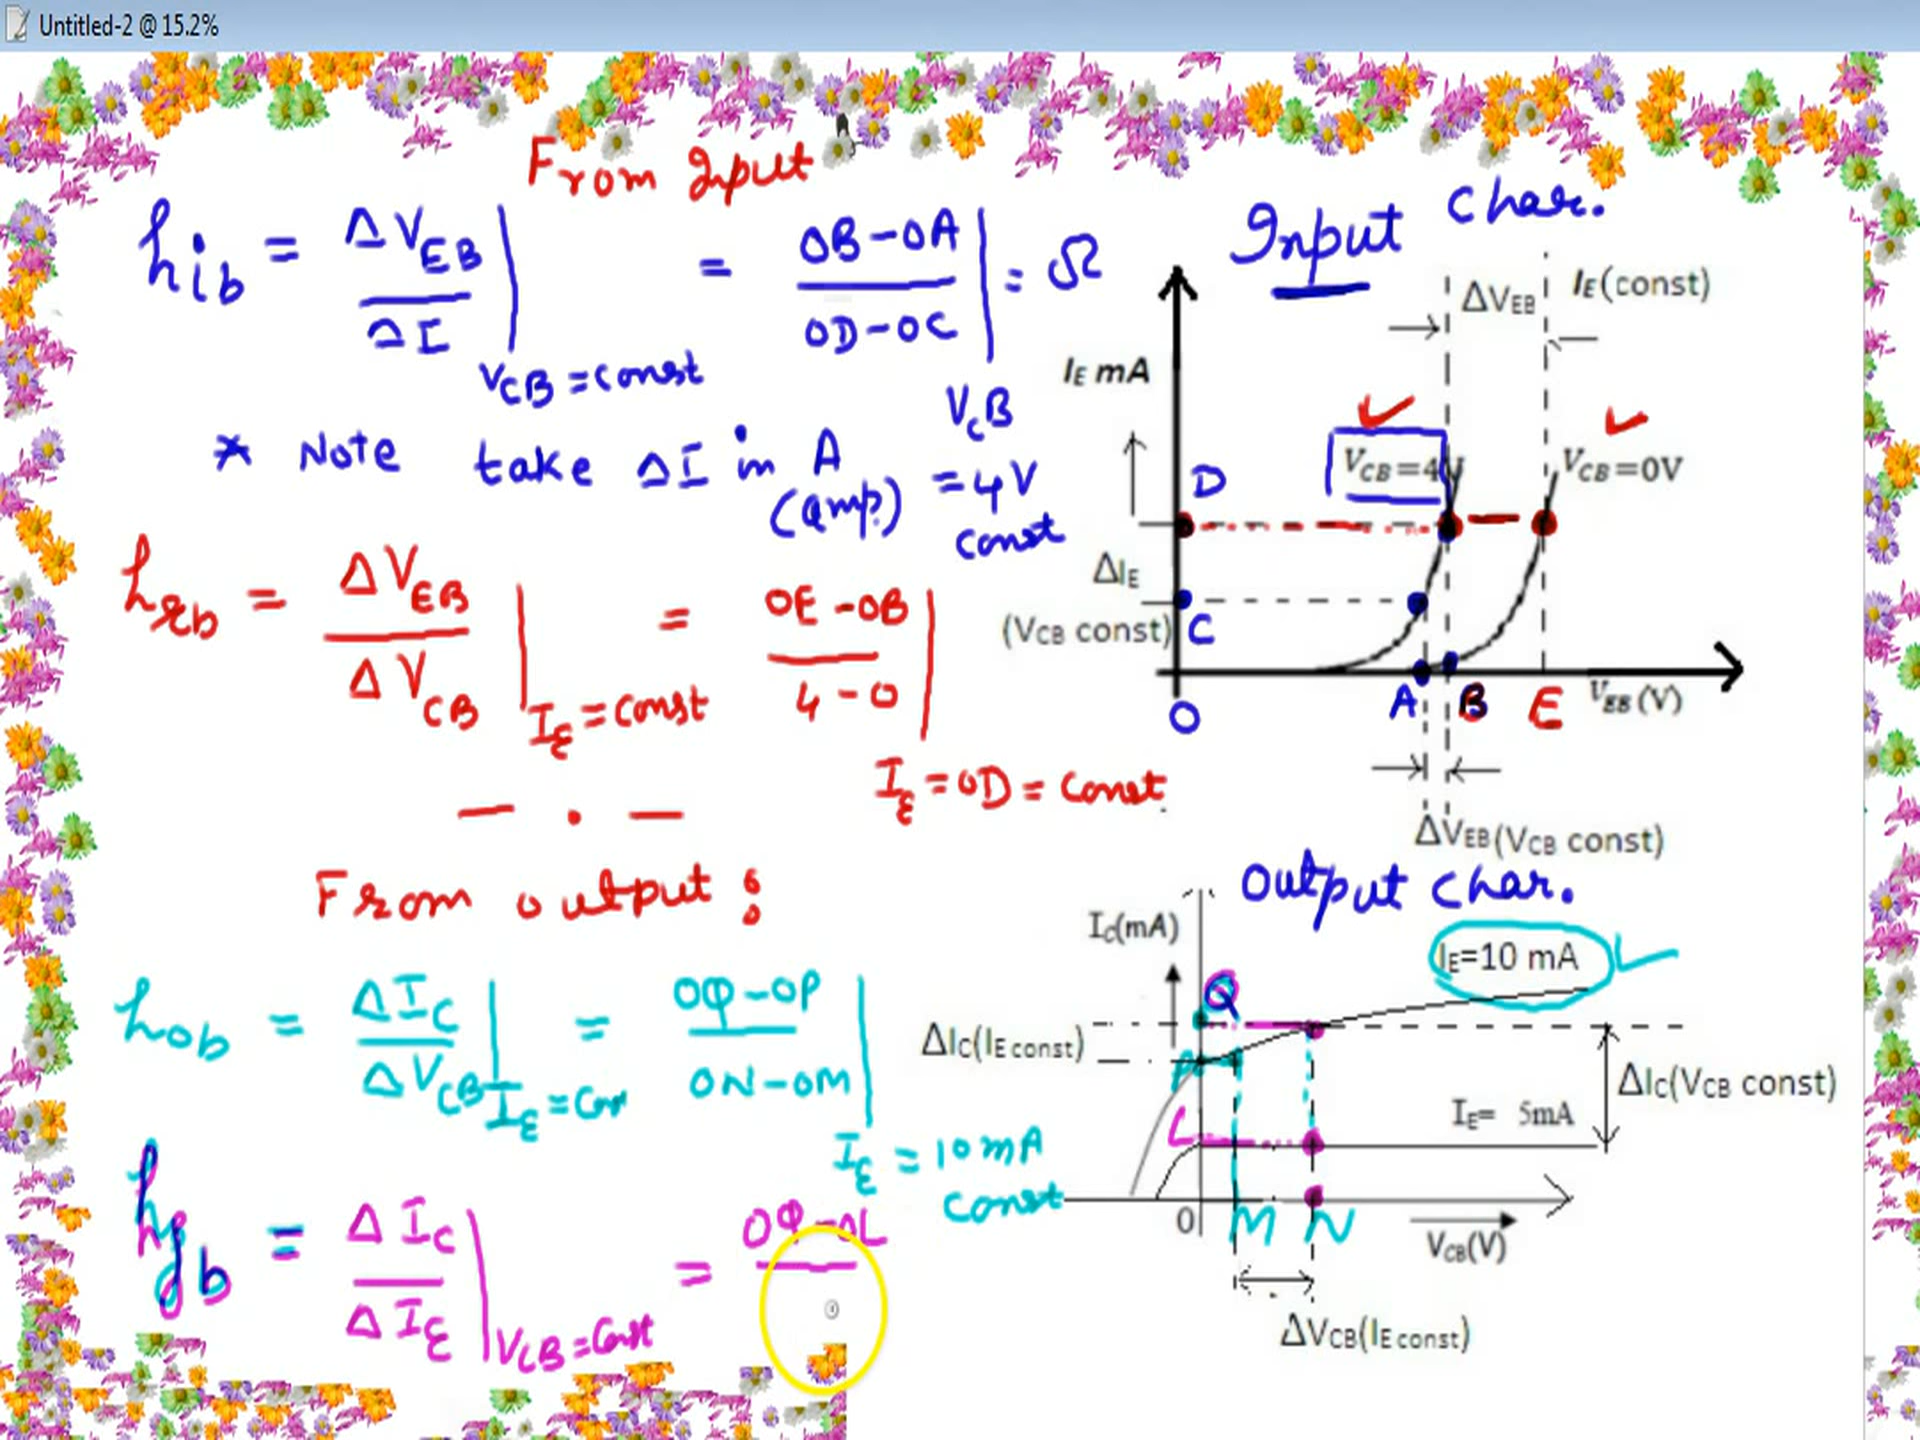 Untitled-2 @ 15.2%
From Input
hib = ΔVEB / ΔI | VCB = const = OB - OA / OD - OC | = Ω
VCB = 4V const
* Note take ΔI in A (amp)
hrb = ΔVEB / ΔVCB | IE = const = OE - OB / 4 - 0 |
IE = OD = const.
— . —
From output :
hob = ΔIC / ΔVCB | IE = Con = OQ - OP / ON - OM |
IE = 10 mA const
hfb = ΔIC / ΔIE | VCB = Const = OQ - OL
Input Char.
ΔVEB IE (const)
IE mA
VCB=4V VCB=0V
D
ΔIE
(VCB const) C
O A B E VEB (V)
ΔVEB (VCB const)
Output Char.
IC(mA)
IE=10 mA
Q
ΔIC(IE const)
P
ΔIC(VCB const)
IE= 5mA
L
0 M N
VCB(V)
ΔVCB(IE const)